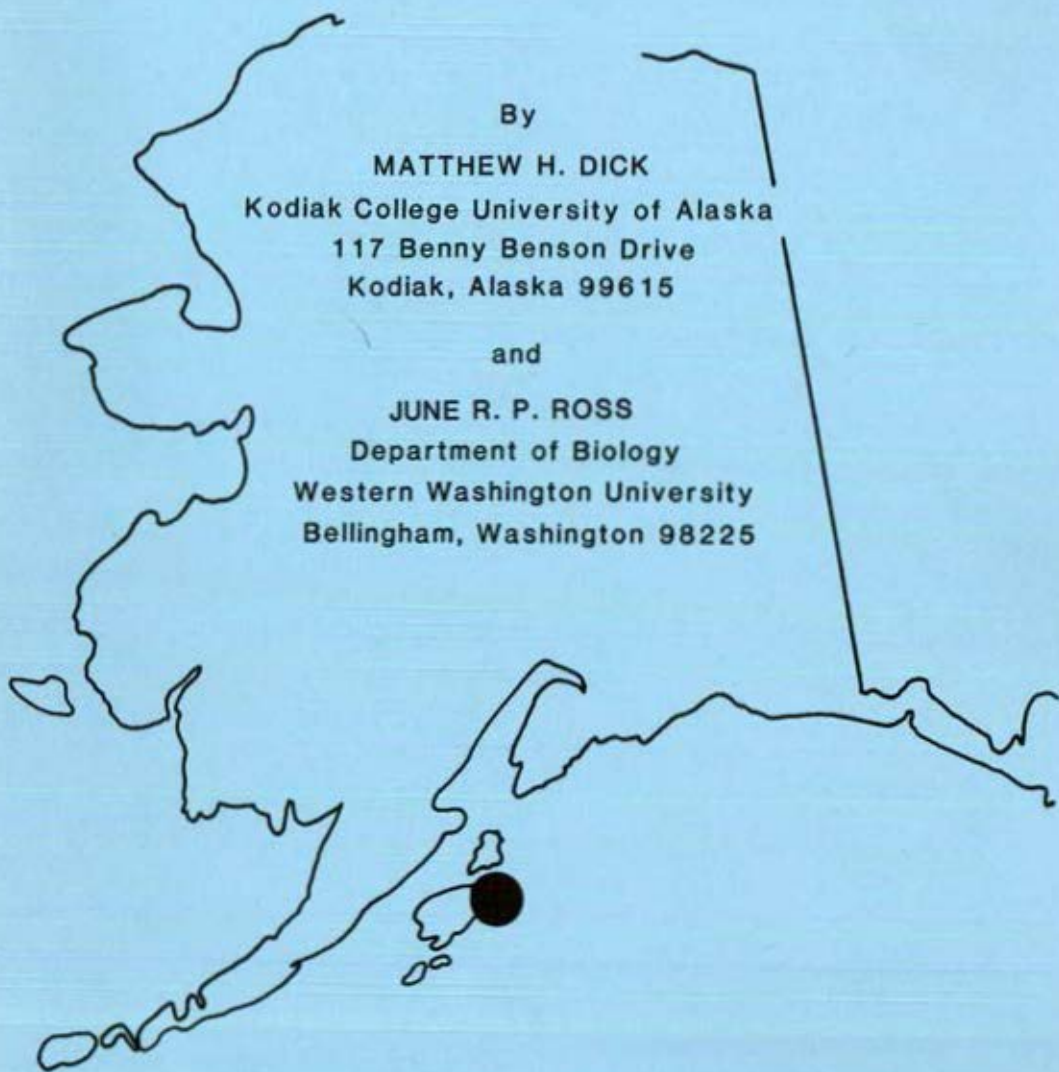 By
MATTHEW H. DICK
Kodiak College University of Alaska
117 Benny Benson Drive
Kodiak, Alaska 99615
and
JUNE R. P. ROSS
Department of Biology
Western Washington University
Bellingham, Washington 98225